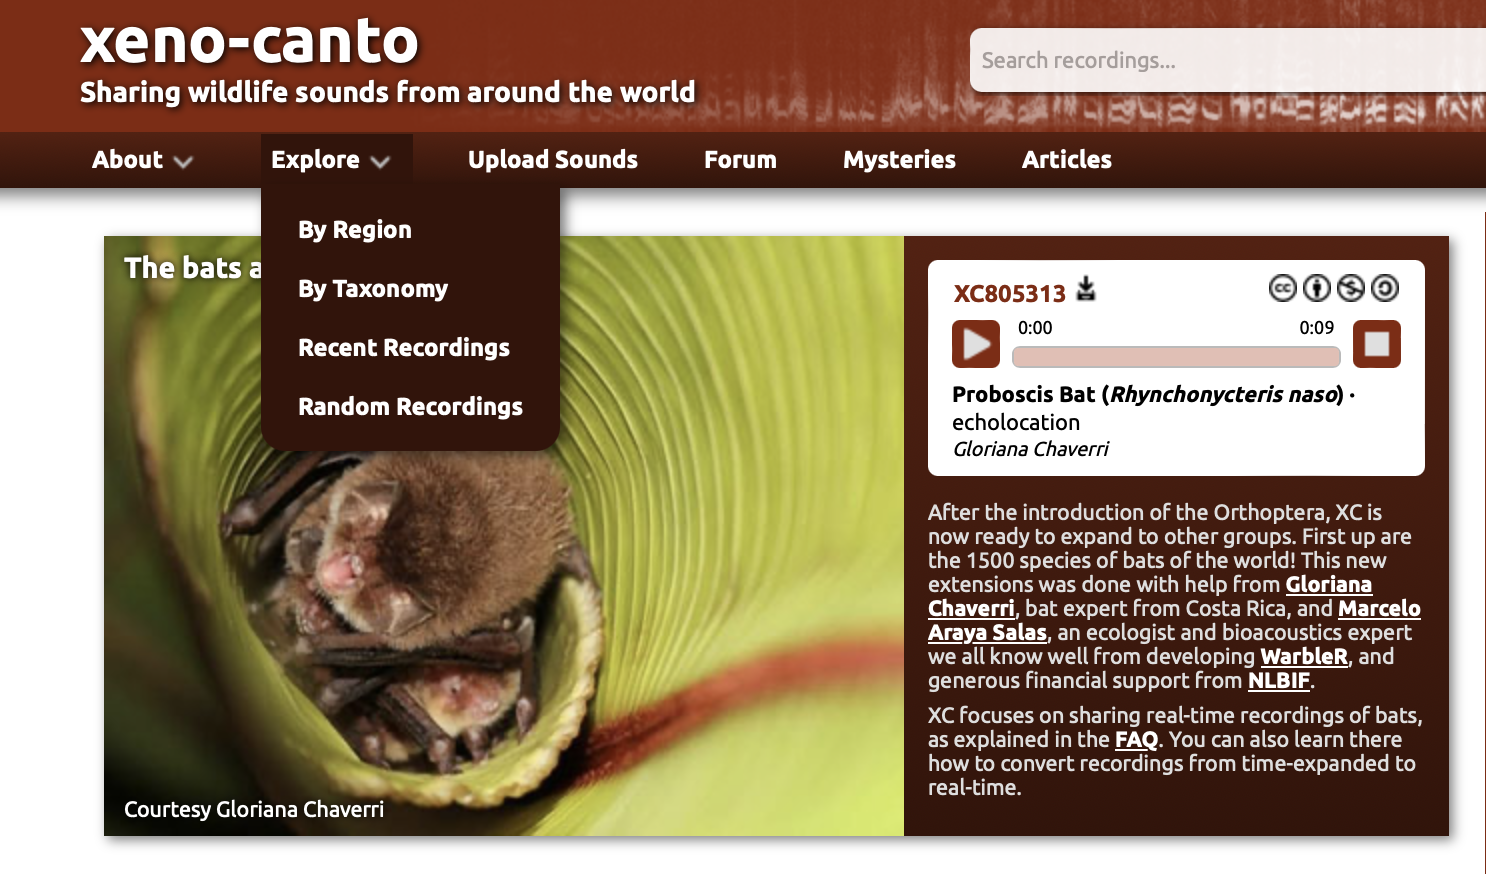 xeno-canto
Sharing wildlife sounds from around the world
Search recordings...
About
Explore
Upload Sounds
Forum
Mysteries
Articles
By Region
By Taxonomy
Recent Recordings
Random Recordings
The bats a
Courtesy Gloriana Chaverri
XC805313
cc
0:00
0:09
Proboscis Bat (Rhynchonycteris naso) ·
echolocation
Gloriana Chaverri
After the introduction of the Orthoptera, XC is
now ready to expand to other groups. First up are
the 1500 species of bats of the world! This new
extensions was done with help from Gloriana
Chaverri, bat expert from Costa Rica, and Marcelo
Araya Salas, an ecologist and bioacoustics expert
we all know well from developing WarbleR, and
generous financial support from NLBIF.
XC focuses on sharing real-time recordings of bats,
as explained in the FAQ. You can also learn there
how to convert recordings from time-expanded to
real-time.